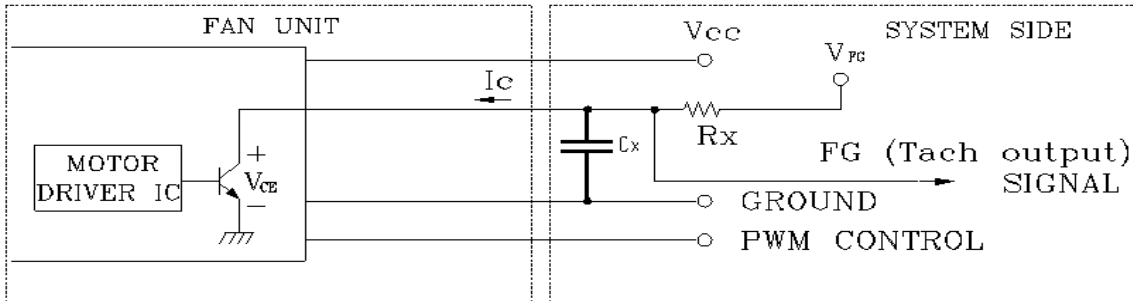 FAN UNIT
SYSTEM SIDE
Vcc
VFG
Ic
Rx
Cx
MOTOR
DRIVER IC
+
VCE
−
FG (Tach output)
SIGNAL
GROUND
PWM CONTROL